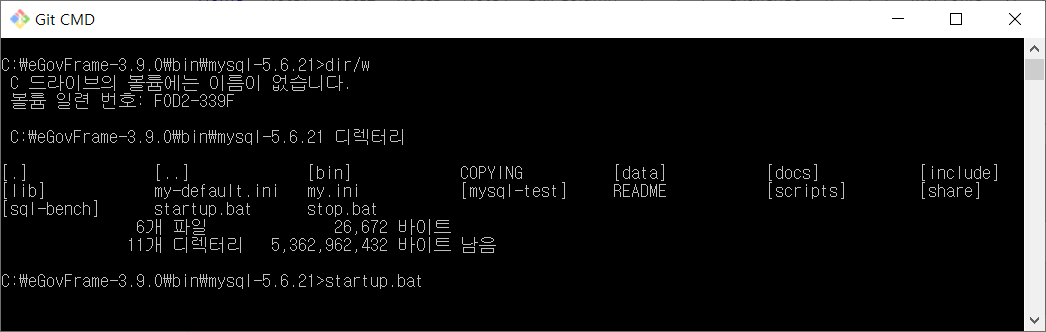 Git CMD
C:₩eGovFrame-3.9.0₩bin₩mysql-5.6.21>dir/w
C 드라이브의 볼륨에는 이름이 없습니다.
볼륨 일련 번호: F0D2-339F
C:₩eGovFrame-3.9.0₩bin₩mysql-5.6.21 디렉터리
[.] [..] [bin] COPYING [data] [docs] [include]
[lib] my-default.ini my.ini [mysql-test] README [scripts] [share]
[sql-bench] startup.bat stop.bat
6개 파일 26,672 바이트
11개 디렉터리 5,362,962,432 바이트 남음
C:₩eGovFrame-3.9.0₩bin₩mysql-5.6.21>startup.bat